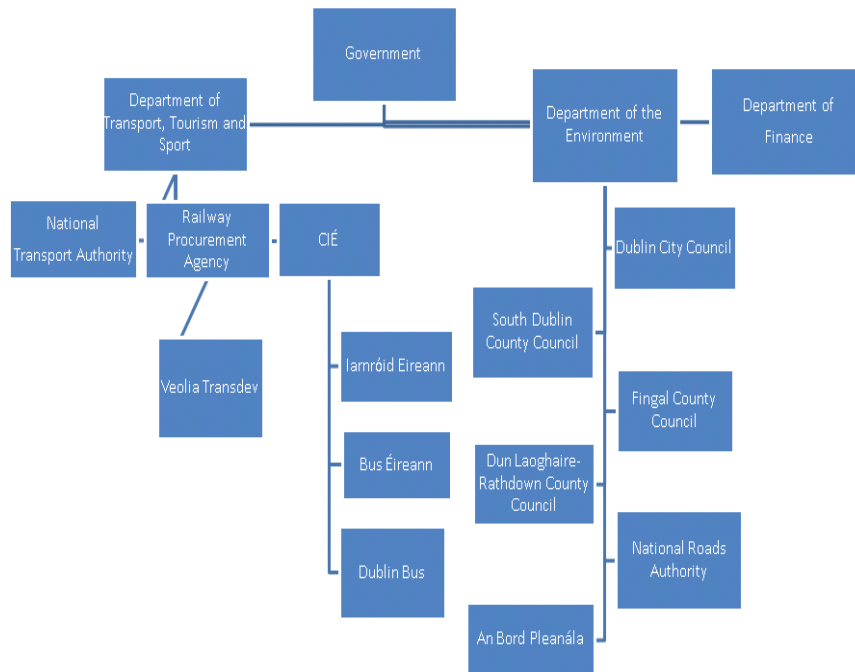 Government
Department of
Transport, Tourism and
Sport
Department of the
Environment
Department of
Finance
National
Transport Authority
Railway
Procurement
Agency
CIÉ
Dublin City Council
South Dublin
County Council
Iarnróid Eireann
Veolia Transdev
Fingal County
Council
Bus Éireann
Dun Laoghaire-
Rathdown County
Council
National Roads
Authority
Dublin Bus
An Bord Pleanála